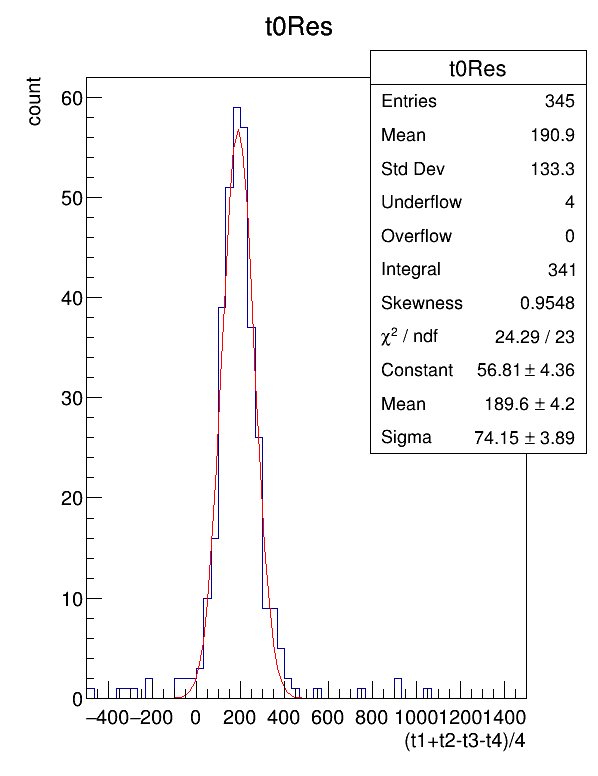 t0Res
count
t0Res
Entries 345
Mean 190.9
Std Dev 133.3
Underflow 4
Overflow 0
Integral 341
Skewness 0.9548
χ² / ndf 24.29 / 23
Constant 56.81 ± 4.36
Mean 189.6 ± 4.2
Sigma 74.15 ± 3.89
60
50
40
30
20
10
0
−400 −200 0 200 400 600 800 1000 1200 1400
(t1+t2-t3-t4)/4